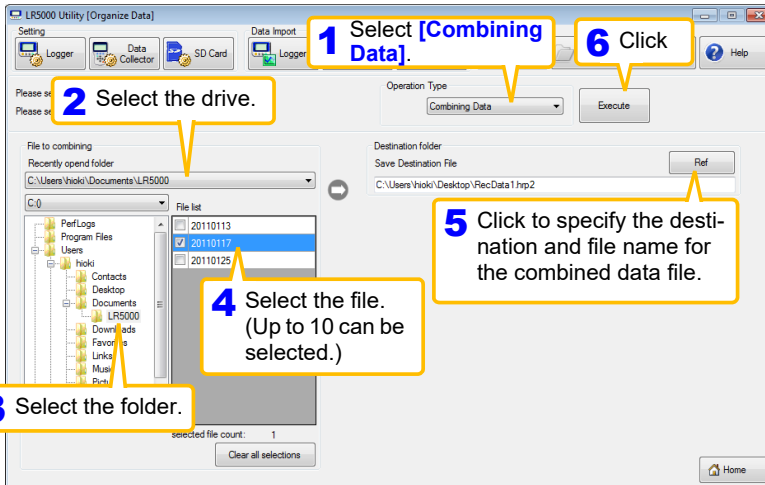 LR5000 Utility [Organize Data]
Setting
Data Import
Logger
Data
Collector
SD Card
Logger
Help
1 Select [Combining
Data].
6 Click
Please se
Please se
2 Select the drive.
Operation Type
Combining Data
Execute
File to combining
Recently opend folder
C:\Users\hioki\Documents\LR5000
C:()
File list
Destination folder
Save Destination File
Ref
C:\Users\hioki\Desktop\RecData1.hrp2
PerfLogs
Program Files
Users
hioki
Contacts
Desktop
Documents
LR5000
Downloads
Favorites
Links
Music
Pictu
20110113
20110117
20110125
5 Click to specify the desti-
nation and file name for
the combined data file.
4 Select the file.
(Up to 10 can be
selected.)
3 Select the folder.
selected file count: 1
Clear all selections
Home